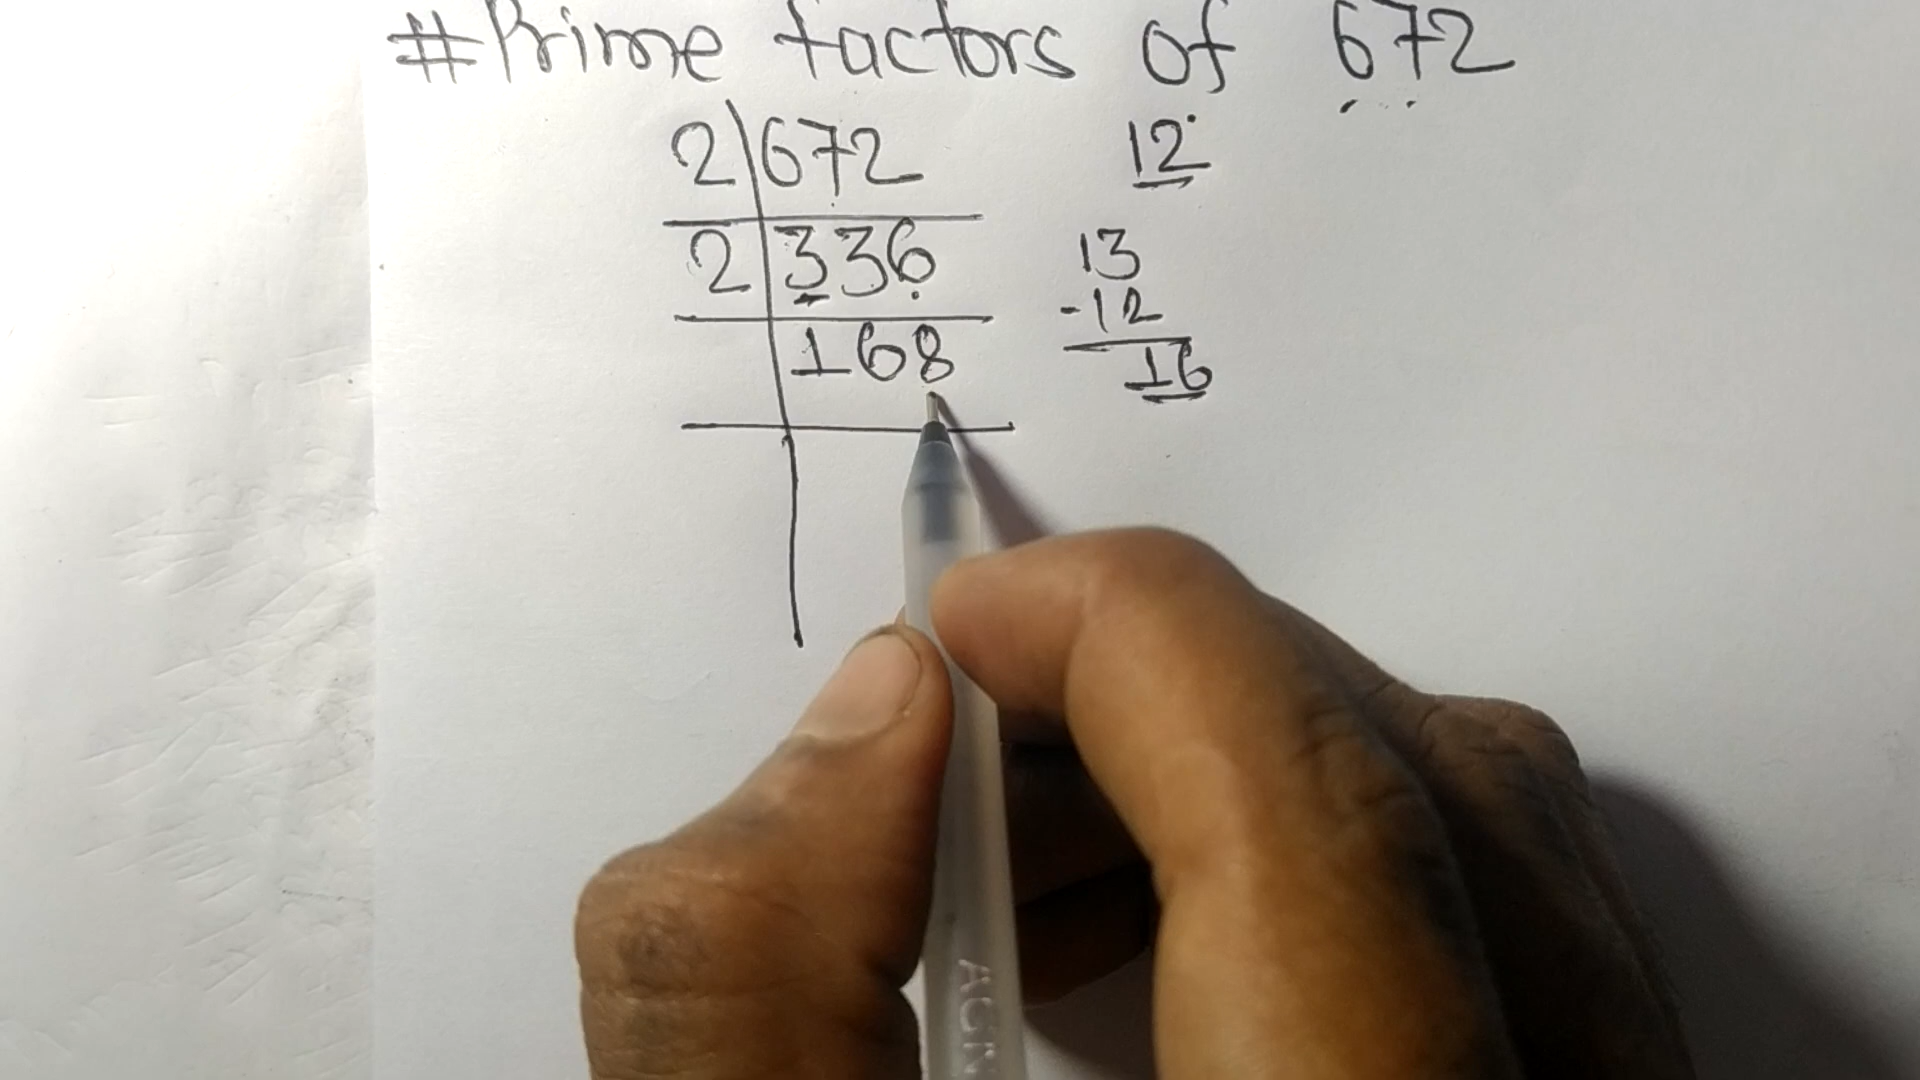 #Prime factors of 672
2 672 12
2 336 13
-12
168 16